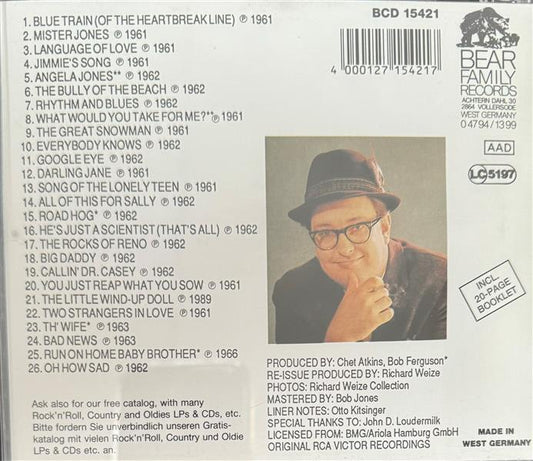 1. BLUE TRAIN (OF THE HEARTBREAK LINE) ℗ 1961
2. MISTER JONES ℗ 1961
3. LANGUAGE OF LOVE ℗ 1961
4. JIMMIE'S SONG ℗ 1961
5. ANGELA JONES** ℗ 1962
6. THE BULLY OF THE BEACH ℗ 1962
7. RHYTHM AND BLUES ℗ 1962
8. WHAT WOULD YOU TAKE FOR ME?**℗ 1961
9. THE GREAT SNOWMAN ℗ 1961
10. EVERYBODY KNOWS ℗ 1962
11. GOOGLE EYE ℗ 1962
12. DARLING JANE ℗ 1961
13. SONG OF THE LONELY TEEN ℗ 1961
14. ALL OF THIS FOR SALLY ℗ 1962
15. ROAD HOG* ℗ 1962
16. HE'S JUST A SCIENTIST (THAT'S ALL) ℗ 1962
17. THE ROCKS OF RENO ℗ 1962
18. BIG DADDY ℗ 1962
19. CALLIN' DR. CASEY ℗ 1962
20. YOU JUST REAP WHAT YOU SOW ℗ 1961
21. THE LITTLE WIND-UP DOLL ℗ 1989
22. TWO STRANGERS IN LOVE ℗ 1961
23. TH' WIFE* ℗ 1963
24. BAD NEWS ℗ 1963
25. RUN ON HOME BABY BROTHER* ℗ 1966
26. OH HOW SAD ℗ 1962
Ask also for our free catalog, with many
Rock'n'Roll, Country and Oldies LPs & CDs, etc.
Bitte fordern Sie unverbindlich unseren Gratis-
katalog mit vielen Rock'n'Roll, Country und Oldie
LPs & CDs etc. an.
BCD 15421
4 000127 154217
BEAR
FAMILY
RECORDS
ACHTERN DAHL 30
2864 VOLLERSODE
WEST GERMANY
0 47 94 / 13 99
AAD
LC 5197
INCL.
20-PAGE
BOOKLET
PRODUCED BY: Chet Atkins, Bob Ferguson*
RE-ISSUE PRODUCED BY: Richard Weize
PHOTOS: Richard Weize Collection
MASTERED BY: Bob Jones
LINER NOTES: Otto Kitsinger
SPECIAL THANKS TO: John D. Loudermilk
LICENSED FROM: BMG/Ariola Hamburg GmbH
ORIGINAL RCA VICTOR RECORDINGS
MADE IN
WEST GERMANY